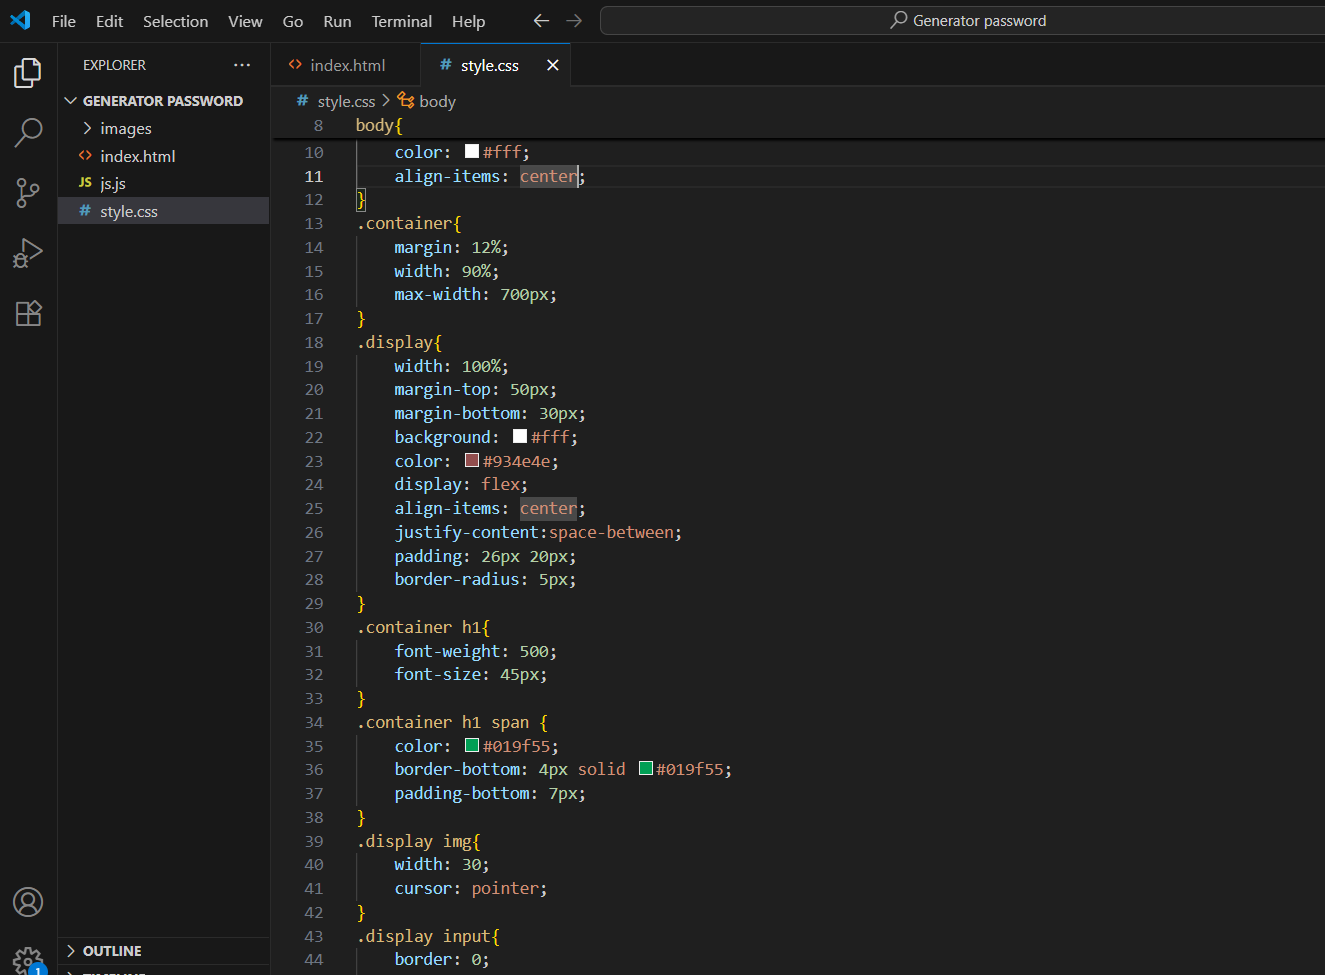 File Edit Selection View Go Run Terminal Help Generator password
EXPLORER ···
index.html
# style.css
GENERATOR PASSWORD
images
index.html
JS js.js
# style.css
# style.css > body
8 body{
10 color: #fff;
11 align-items: center;
12 }
13 .container{
14 margin: 12%;
15 width: 90%;
16 max-width: 700px;
17 }
18 .display{
19 width: 100%;
20 margin-top: 50px;
21 margin-bottom: 30px;
22 background: #fff;
23 color: #934e4e;
24 display: flex;
25 align-items: center;
26 justify-content:space-between;
27 padding: 26px 20px;
28 border-radius: 5px;
29 }
30 .container h1{
31 font-weight: 500;
32 font-size: 45px;
33 }
34 .container h1 span {
35 color: #019f55;
36 border-bottom: 4px solid #019f55;
37 padding-bottom: 7px;
38 }
39 .display img{
40 width: 30;
41 cursor: pointer;
42 }
43 .display input{
44 border: 0;
OUTLINE
1